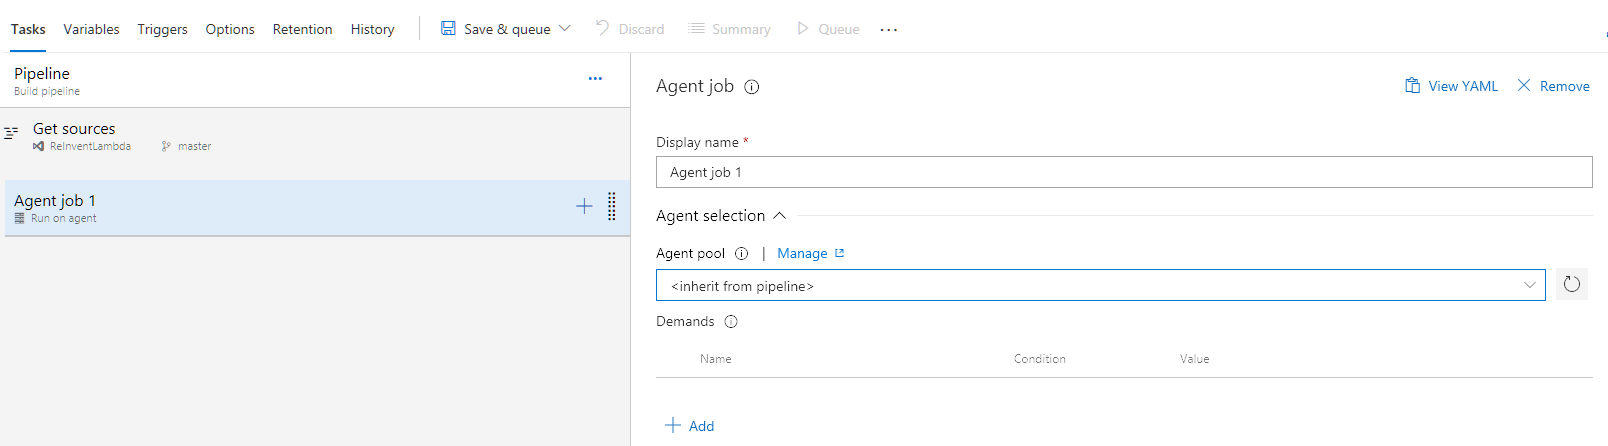 Tasks Variables Triggers Options Retention History Save & queue Discard Summary Queue ...
Pipeline ...
Build pipeline
Get sources
ReInventLambda master
Agent job 1
Run on agent
Agent job View YAML Remove
Display name *
Agent job 1
Agent selection
Agent pool | Manage
<inherit from pipeline>
Demands
Name Condition Value
+ Add